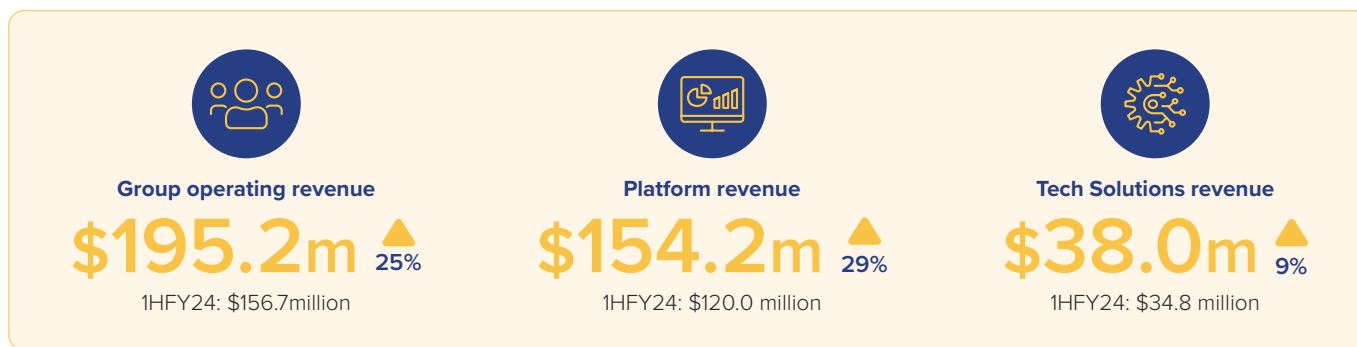 Group operating revenue
$195.2m
25%
1HFY24: $156.7million
Platform revenue
$154.2m
29%
1HFY24: $120.0 million
Tech Solutions revenue
$38.0m
9%
1HFY24: $34.8 million